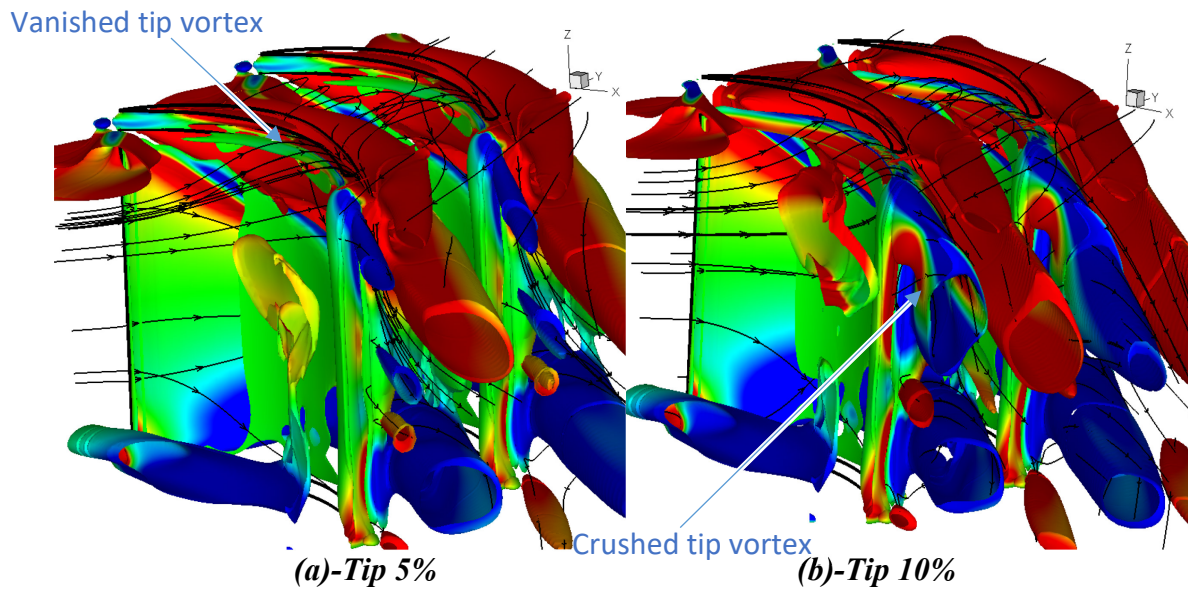 Vanished tip vortex
Z
Y
X
Z
Y
X
Crushed tip vortex
(a)-Tip 5%
(b)-Tip 10%